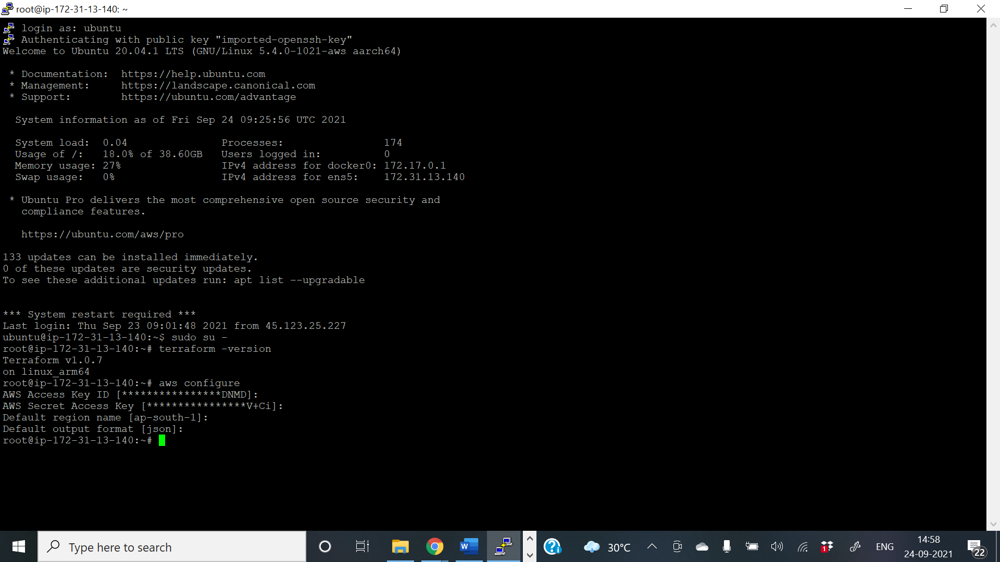 root@ip-172-31-13-140: ~
login as: ubuntu
Authenticating with public key "imported-openssh-key"
Welcome to Ubuntu 20.04.1 LTS (GNU/Linux 5.4.0-1021-aws aarch64)
* Documentation:  https://help.ubuntu.com
* Management:     https://landscape.canonical.com
* Support:        https://ubuntu.com/advantage
System information as of Fri Sep 24 09:25:56 UTC 2021
System load:  0.04               Processes:                174
Usage of /:   18.0% of 38.60GB   Users logged in:          0
Memory usage: 27%                IPv4 address for docker0: 172.17.0.1
Swap usage:   0%                 IPv4 address for ens5:    172.31.13.140
* Ubuntu Pro delivers the most comprehensive open source security and
compliance features.
https://ubuntu.com/aws/pro
133 updates can be installed immediately.
0 of these updates are security updates.
To see these additional updates run: apt list --upgradable
*** System restart required ***
Last login: Thu Sep 23 09:01:48 2021 from 45.123.25.227
ubuntu@ip-172-31-13-140:~$ sudo su -
root@ip-172-31-13-140:~# terraform -version
Terraform v1.0.7
on linux_arm64
root@ip-172-31-13-140:~# aws configure
AWS Access Key ID [****************DNMD]:
AWS Secret Access Key [****************V+Ci]:
Default region name [ap-south-1]:
Default output format [json]:
root@ip-172-31-13-140:~#
Type here to search
W
30°C
1
ENG
14:58
24-09-2021
22